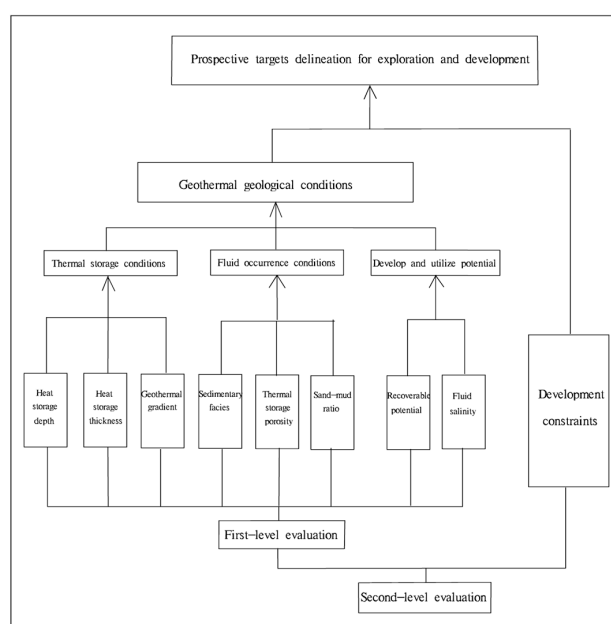 Prospective targets delineation for exploration and development
Geothermal geological conditions
Thermal storage conditions
Fluid occurrence conditions
Develop and utilize potential
Heat
storage
depth
Heat
storage
thickness
Geothermal
gradient
Sedimentary
facies
Thermal
storage
porosity
Sand-mud
ratio
Recoverable
potential
Fluid
salinity
Development
constraints
First-level evaluation
Second-level evaluation